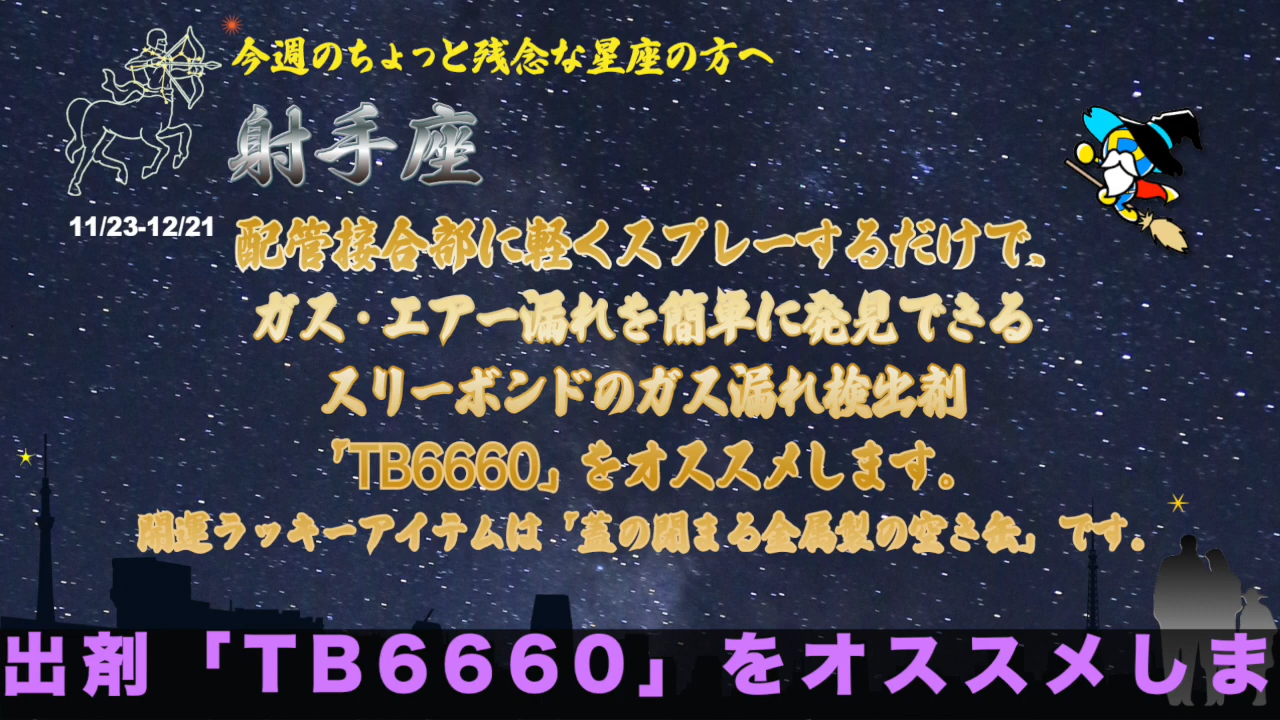 今週のちょっと残念な星座の方へ
射手座
11/23-12/21
配管接合部に軽くスプレーするだけで、
ガス・エアー漏れを簡単に発見できる
スリーボンドのガス漏れ検出剤
「TB6660」をオススメします。
開運ラッキーアイテムは「蓋の閉まる金属製の空き缶」です。
出剤「TB6660」をオススメしま